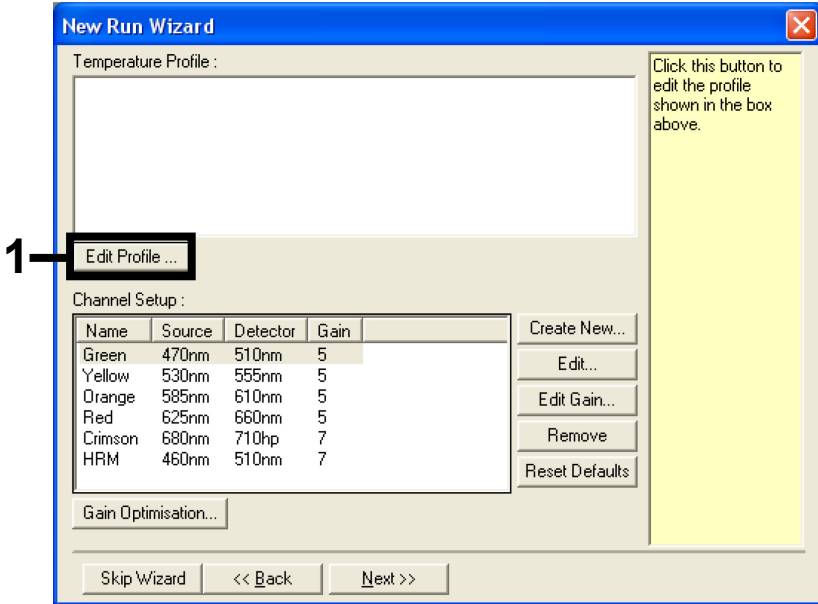 New Run Wizard
Temperature Profile :
Click this button to
edit the profile
shown in the box
above.
1
Edit Profile ...
Channel Setup :
Name Source Detector Gain
Green 470nm 510nm 5
Yellow 530nm 555nm 5
Orange 585nm 610nm 5
Red 625nm 660nm 5
Crimson 680nm 710hp 7
HRM 460nm 510nm 7
Create New...
Edit...
Edit Gain...
Remove
Reset Defaults
Gain Optimisation...
Skip Wizard
<< Back
Next >>